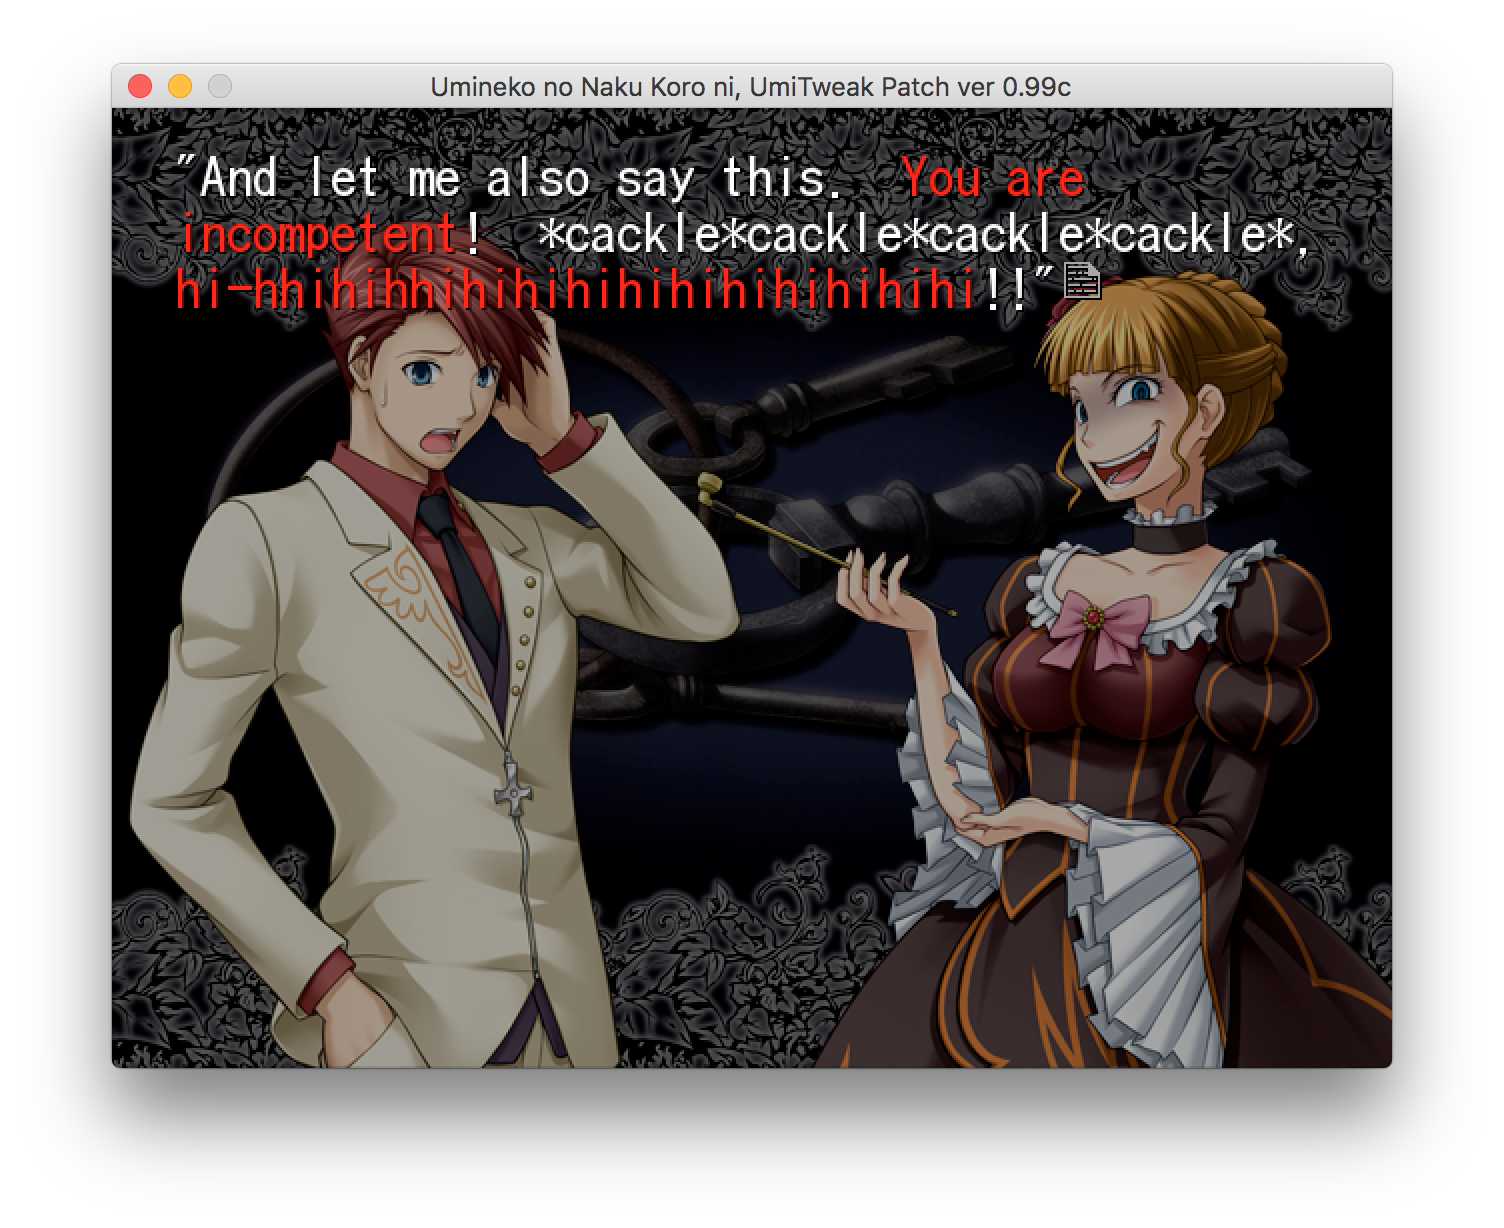 Umineko no Naku Koro ni, UmiTweak Patch ver 0.99c
"And let me also say this.  You are
incompetent!  *cackle*cackle*cackle*cackle*,
hi-hhihihhihihihihihihihihihihi!!"